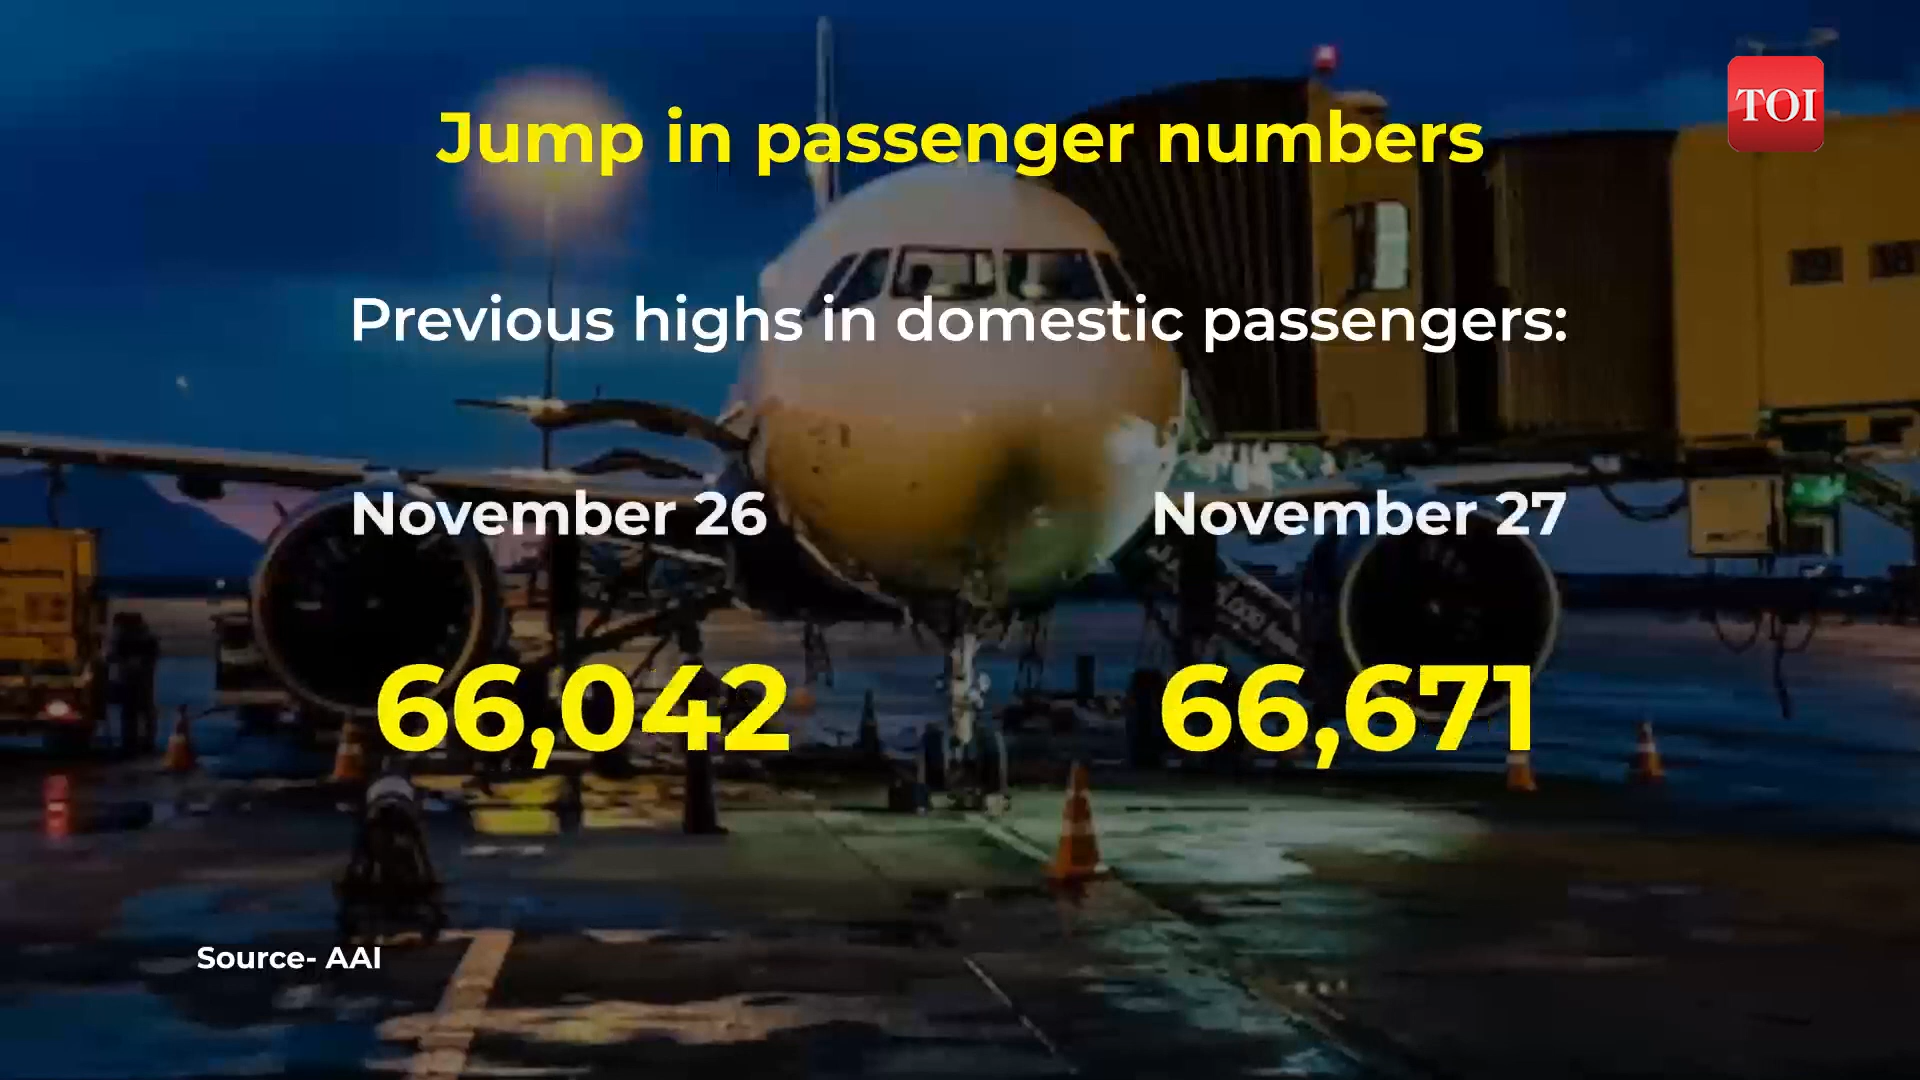 TOI
Jump in passenger numbers
Previous highs in domestic passengers:
November 26
November 27
66,042
66,671
Source- AAI